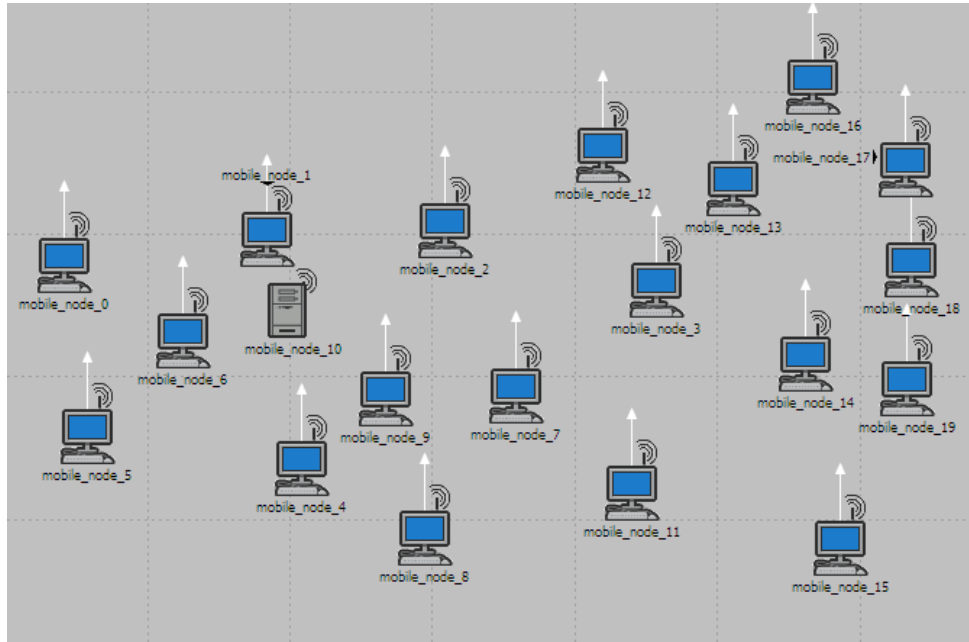 mobile_node_16
mobile_node_17
mobile_node_1
mobile_node_12
mobile_node_13
mobile_node_2
mobile_node_0
mobile_node_18
mobile_node_3
mobile_node_10
mobile_node_6
mobile_node_14
mobile_node_19
mobile_node_9
mobile_node_7
mobile_node_5
mobile_node_4
mobile_node_11
mobile_node_8
mobile_node_15